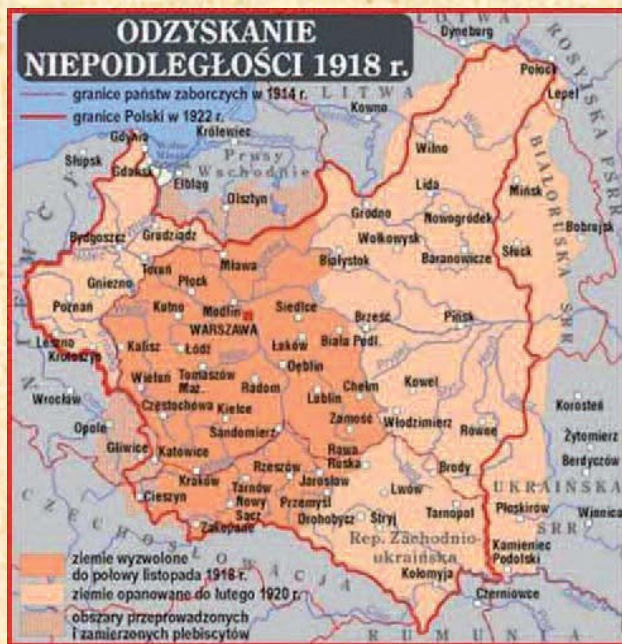 ODZYSKANIE
NIEPODLEGŁOŚCI 1918 r.
granice państw zaborczych w 1914 r.
granice Polski w 1922 r.
ŁOTWA
Dyneburg
ROSYJSKA FSRR
Połock
Lepel
LITWA
Kowno
Gdynia
Wolne
Miasto
Gdańsk
Słupsk
Królewiec
Prusy
Wschodnie
Elbląg
Olsztyn
Wilno
Lida
Mińsk
BIAŁORUSKA SRR
Bobrujsk
Grodno
Nowogródek
Wołkowysk
Baranowicze
Słuck
NIEMCY
Bydgoszcz
Grudziądz
Toruń
Mława
Białystok
Płock
Gniezno
Poznań
Kutno
Modlin
WARSZAWA
Siedlce
Brześć
Pińsk
Biała Podl.
Leszno
Krotoszyn
Kalisz
Łódź
Łuków
Dęblin
Wieluń
Tomaszów
Maz.
Radom
Lublin
Chełm
Kowel
Wrocław
Korosteń
Częstochowa
Kielce
Zamość
Włodzimierz
Równe
Żytomierz
Opole
Sandomierz
Gliwice
Katowice
Rawa
Ruska
Brody
Berdyczów
Kraków
Rzeszów
Jarosław
UKRAIŃSKA
SRR
Cieszyn
Tarnów
Przemyśl
Lwów
Nowy
Sącz
Drohobycz
Stryj
Tarnopol
Płoskirów
Winnica
Zakopane
Rep. Zachodnio-
ukraińska
Kamieniec
Podolski
Kołomyja
Czerniowce
CZECHOSŁOWACJA
RUMUNIA
ziemie wyzwolone
do połowy listopada 1918 r.
ziemie opanowane do lutego 1920 r.
obszary przeprowadzonych
i zamierzonych plebiscytów